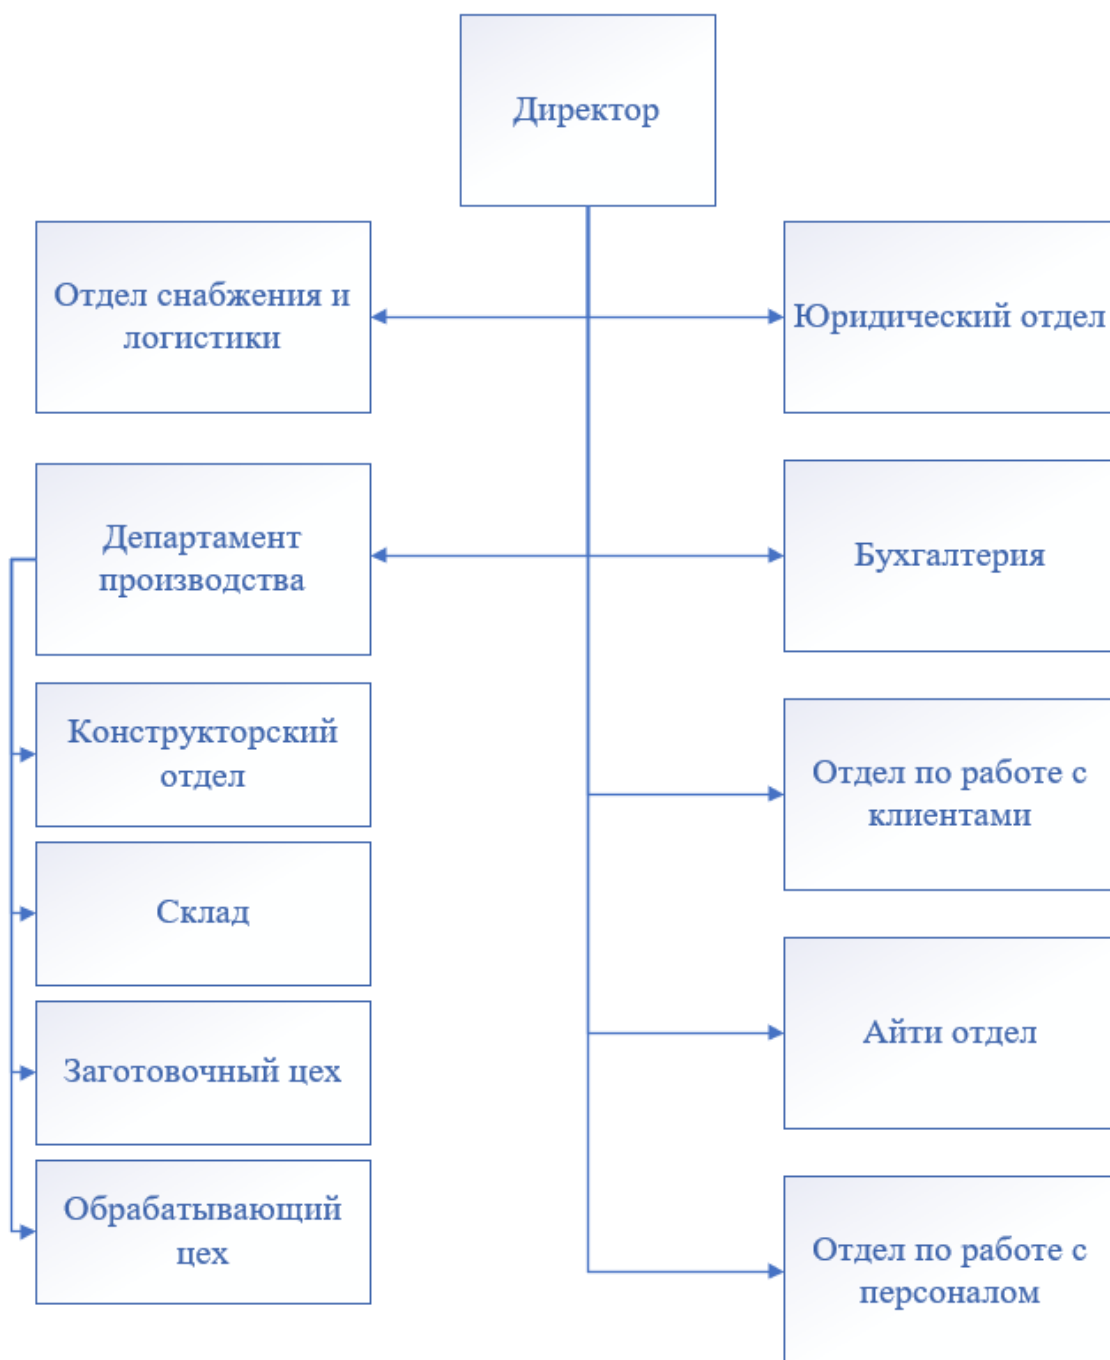 Директор
Отдел снабжения и
логистики
Юридический отдел
Департамент
производства
Бухгалтерия
Конструкторский
отдел
Отдел по работе с
клиентами
Склад
Айти отдел
Заготовочный цех
Обрабатывающий
цех
Отдел по работе с
персоналом